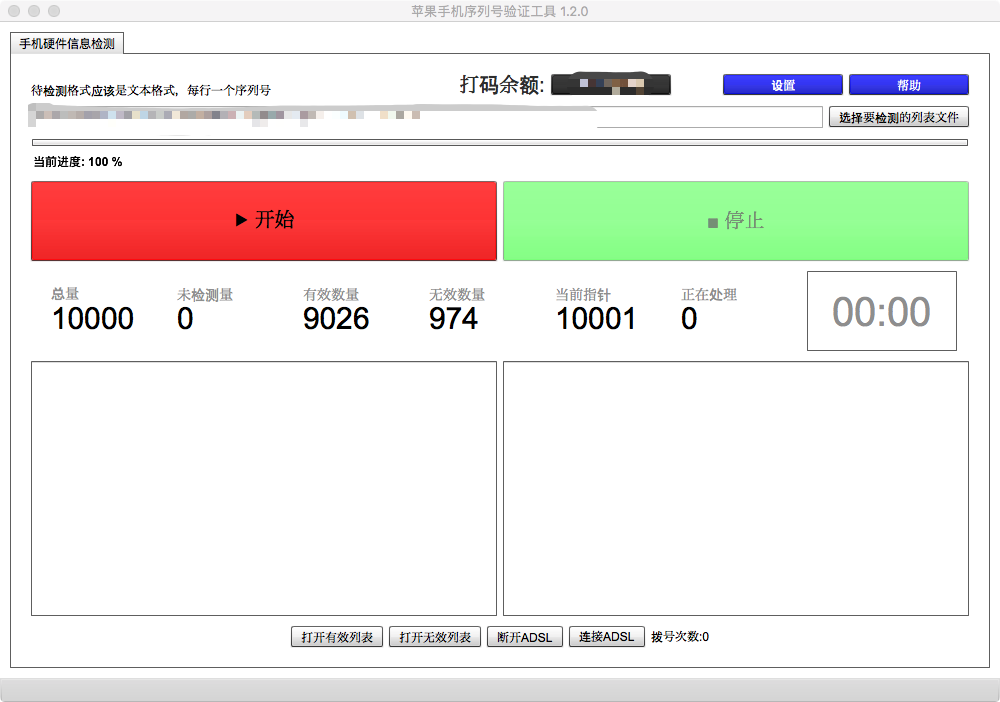 苹果手机序列号验证工具 1.2.0
手机硬件信息检测
待检测格式应该是文本格式，每行一个序列号
打码余额:
设置
帮助
选择要检测的列表文件
当前进度: 100 %
▶ 开始
■ 停止
总量 未检测量 有效数量 无效数量 当前指针 正在处理
10000 0 9026 974 10001 0
00:00
打开有效列表 打开无效列表 断开ADSL 连接ADSL 拨号次数:0